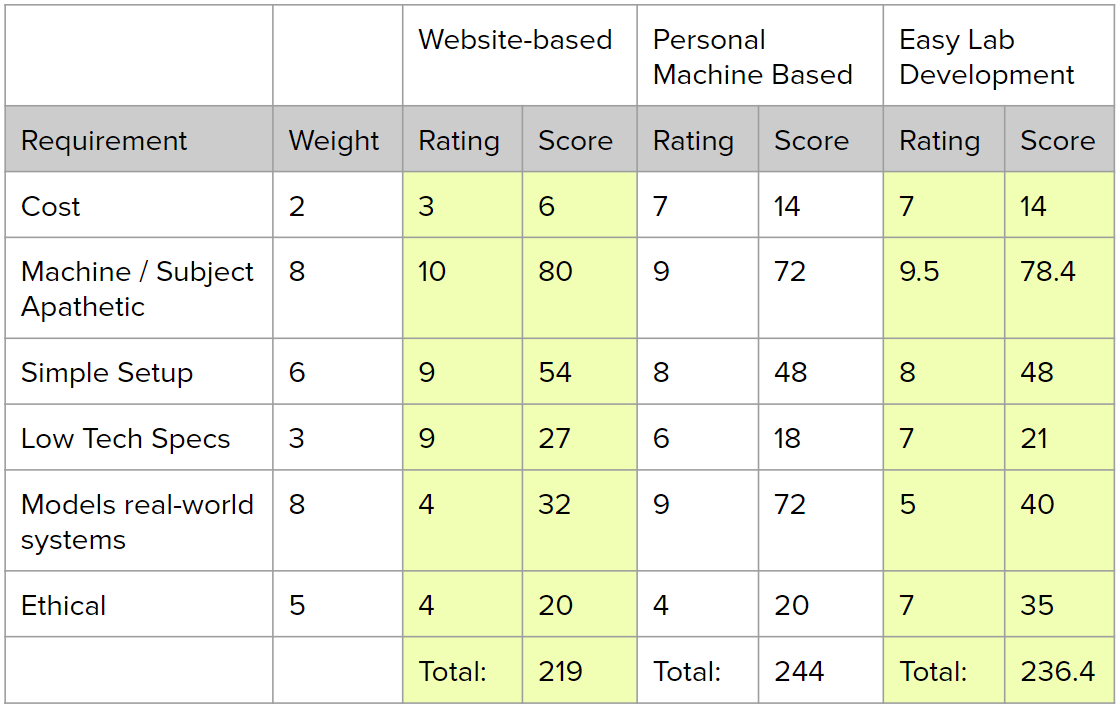 Website-based Personal Machine Based Easy Lab Development
Requirement Weight Rating Score Rating Score Rating Score
Cost 2 3 6 7 14 7 14
Machine / Subject Apathetic 8 10 80 9 72 9.5 78.4
Simple Setup 6 9 54 8 48 8 48
Low Tech Specs 3 9 27 6 18 7 21
Models real-world systems 8 4 32 9 72 5 40
Ethical 5 4 20 4 20 7 35
Total: 219 Total: 244 Total: 236.4